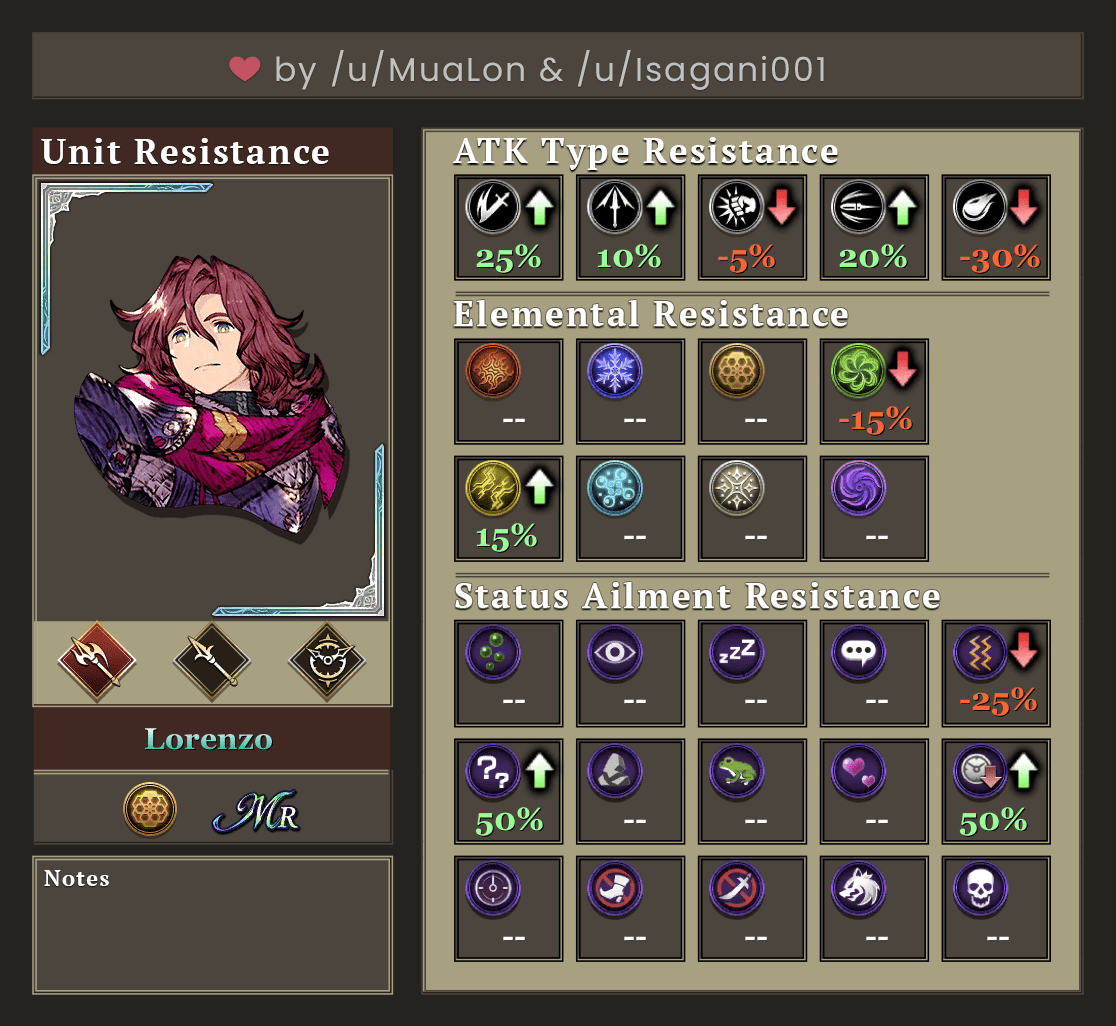 by /u/MuaLon & /u/Isagani001
Unit Resistance
Lorenzo
MR
Notes
ATK Type Resistance
25% 10% -5% 20% -30%
Elemental Resistance
-- -- -- -15%
15% -- -- --
Status Ailment Resistance
zzZ
-- -- -- -- -25%
? ?
50% -- -- -- 50%
-- -- -- -- --